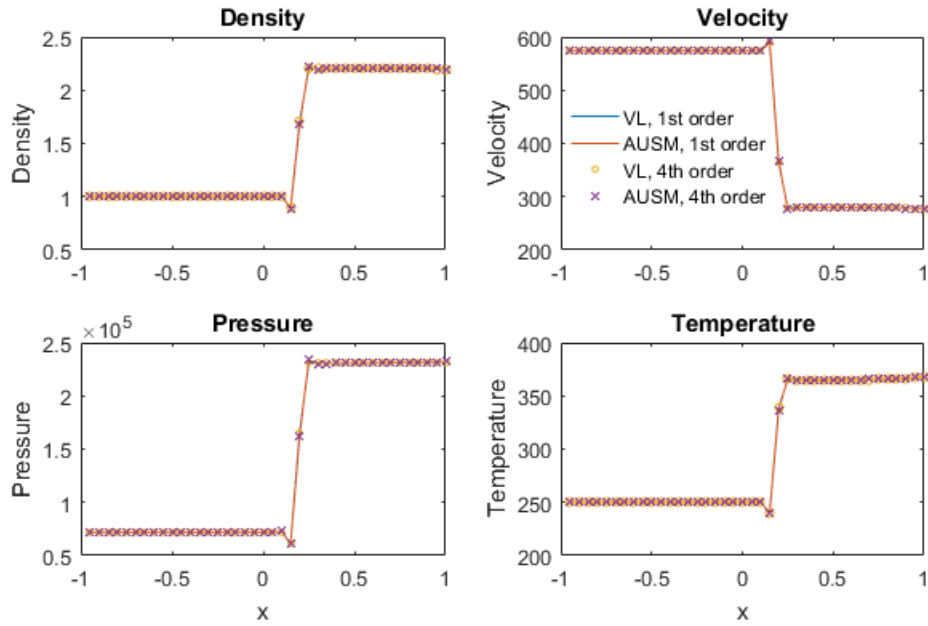 Density
Density
2.5
2
1.5
1
0.5
-1 -0.5 0 0.5 1
Velocity
Velocity
600
500
400
300
200
VL, 1st order
AUSM, 1st order
VL, 4th order
AUSM, 4th order
-1 -0.5 0 0.5 1
Pressure
×10^5
Pressure
2.5
2
1.5
1
0.5
-1 -0.5 0 0.5 1
x
Temperature
Temperature
400
350
300
250
200
-1 -0.5 0 0.5 1
x